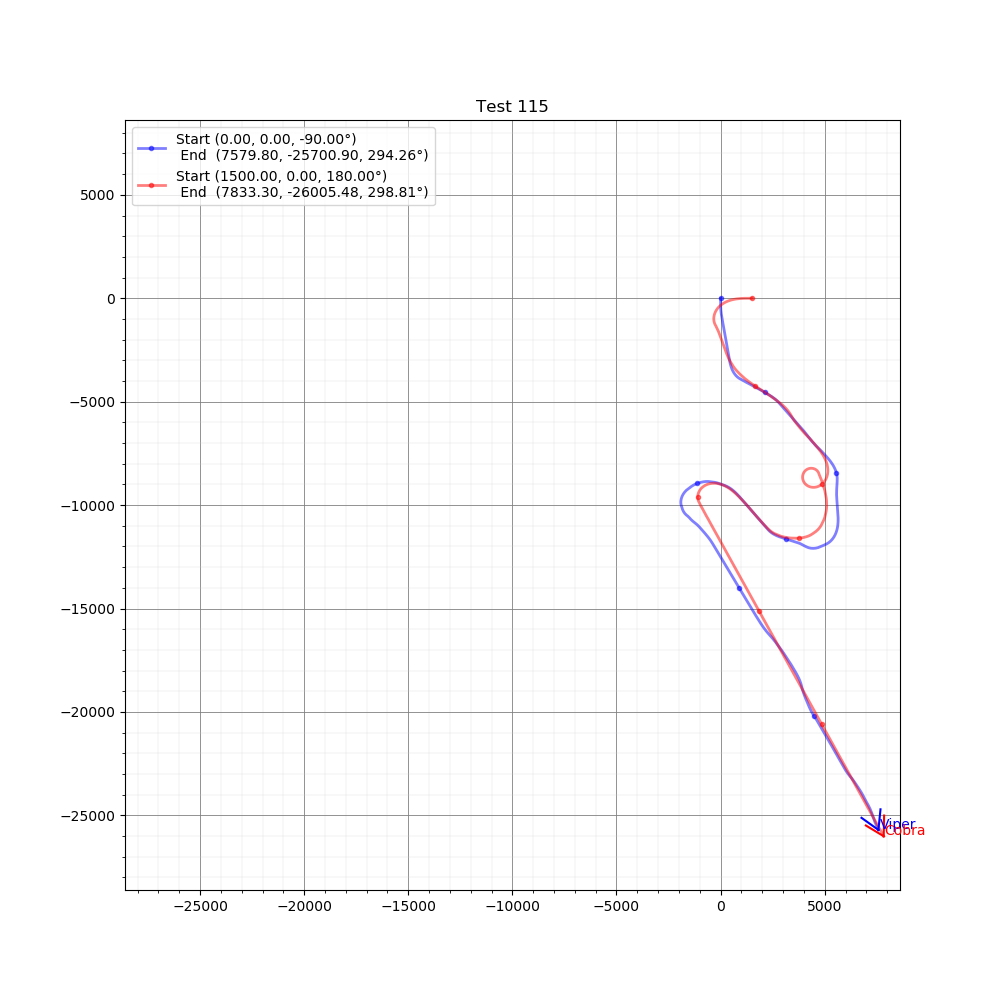 Test 115
Start (0.00, 0.00, -90.00°)
End (7579.80, -25700.90, 294.26°)
Start (1500.00, 0.00, 180.00°)
End (7833.30, -26005.48, 298.81°)
5000
0
−5000
−10000
−15000
−20000
−25000
Viper
Cobra
−25000 −20000 −15000 −10000 −5000 0 5000